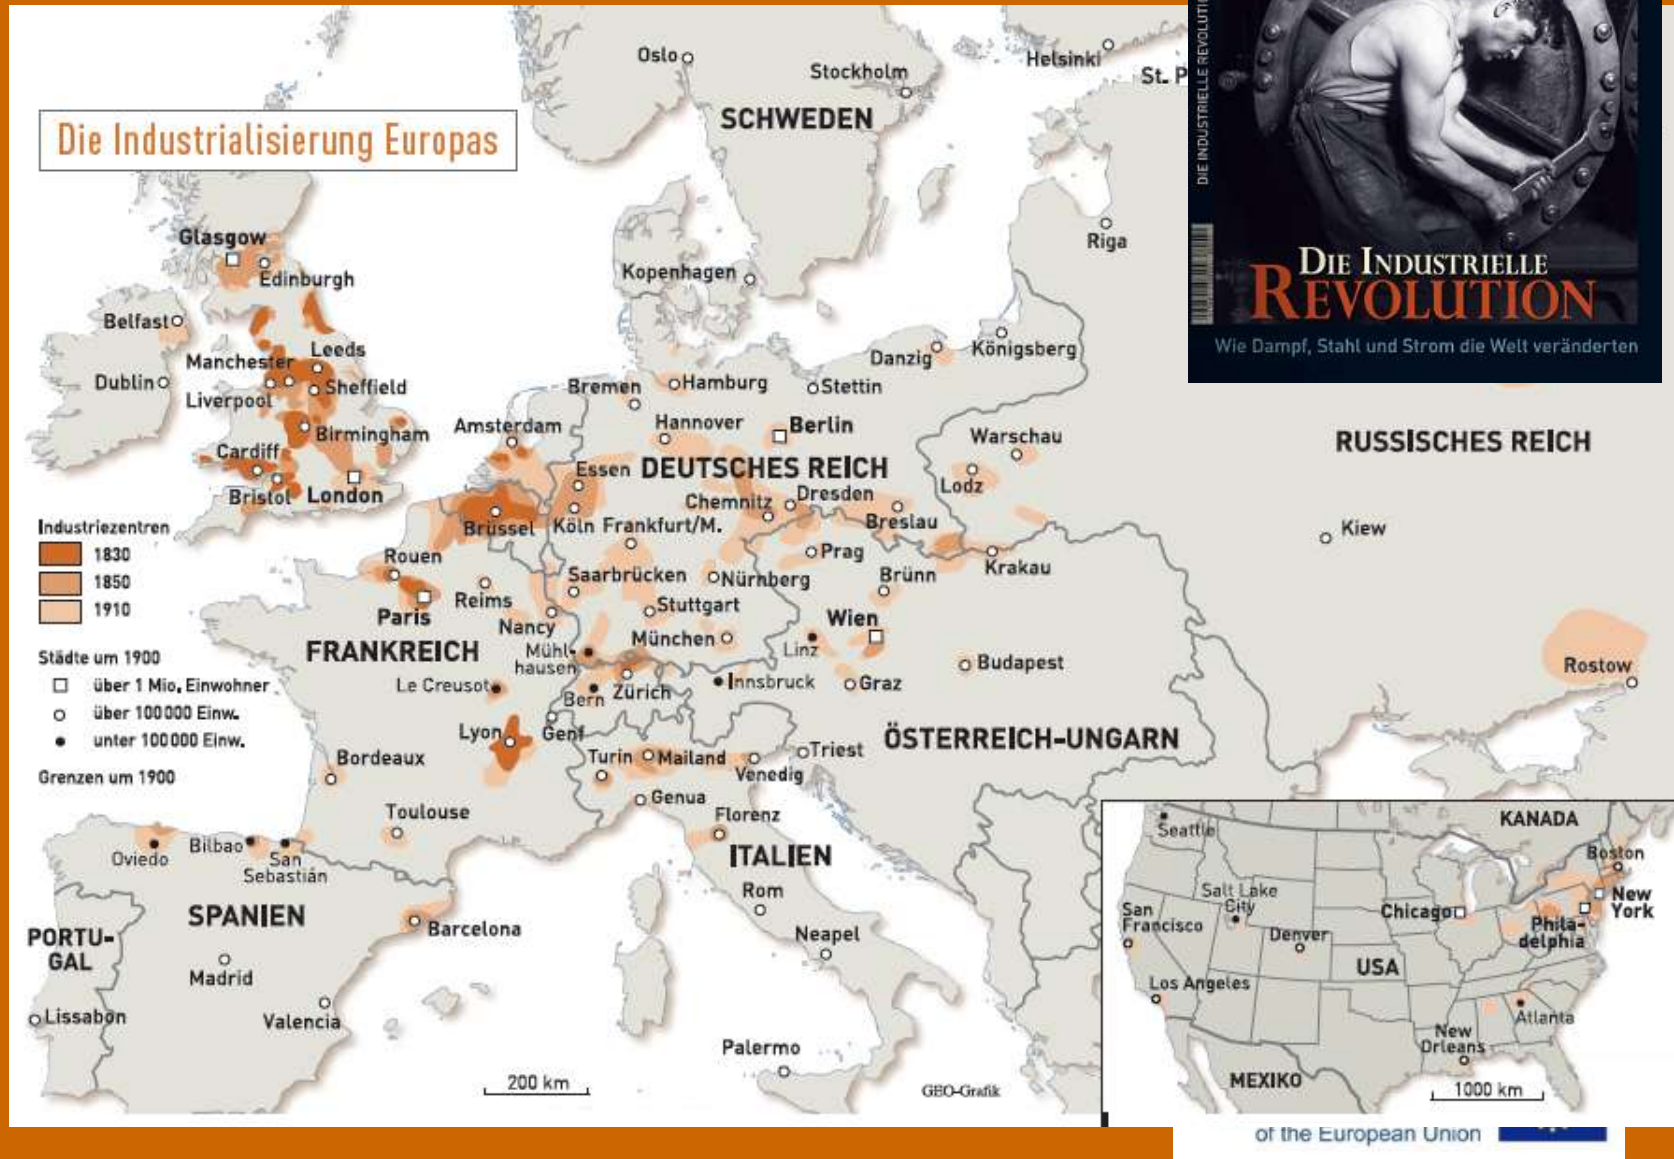 Die Industrialisierung Europas
Oslo
Stockholm
Helsinki
St. P
SCHWEDEN
Glasgow
Edinburgh
Riga
Kopenhagen
Belfast
Manchester
Leeds
Dublin
Liverpool
Sheffield
Danzig
Königsberg
Bremen
Hamburg
Stettin
Birmingham
Amsterdam
Hannover
Berlin
Warschau
RUSSISCHES REICH
Cardiff
Essen
DEUTSCHES REICH
Lodz
Bristol
London
Chemnitz
Dresden
Brüssel
Köln
Frankfurt/M.
Breslau
Kiew
Industriezentren
1830
1850
1910
Rouen
Prag
Krakau
Saarbrücken
Nürnberg
Brünn
Paris
Reims
Stuttgart
Wien
Nancy
München
Linz
FRANKREICH
Mühl-
hausen
Budapest
Rostow
Städte um 1900
über 1 Mio. Einwohner
über 100000 Einw.
unter 100000 Einw.
Grenzen um 1900
Le Creusot
Bern
Zürich
Innsbruck
Graz
Lyon
Genf
ÖSTERREICH-UNGARN
Bordeaux
Turin
Mailand
Venedig
Triest
Genua
Toulouse
Florenz
Oviedo
Bilbao
San
Sebastián
ITALIEN
Rom
SPANIEN
Barcelona
PORTU-
GAL
Neapel
Madrid
Lissabon
Valencia
Palermo
200 km
GEO-Grafik
Seattle
KANADA
Boston
Salt Lake
City
New
York
San
Francisco
Chicago
Phila-
delphia
Denver
USA
Los Angeles
Atlanta
New
Orleans
MEXIKO
1000 km
DIE INDUSTRIELLE REVOLUTI
DIE INDUSTRIELLE
REVOLUTION
Wie Dampf, Stahl und Strom die Welt veränderten
of the European Union